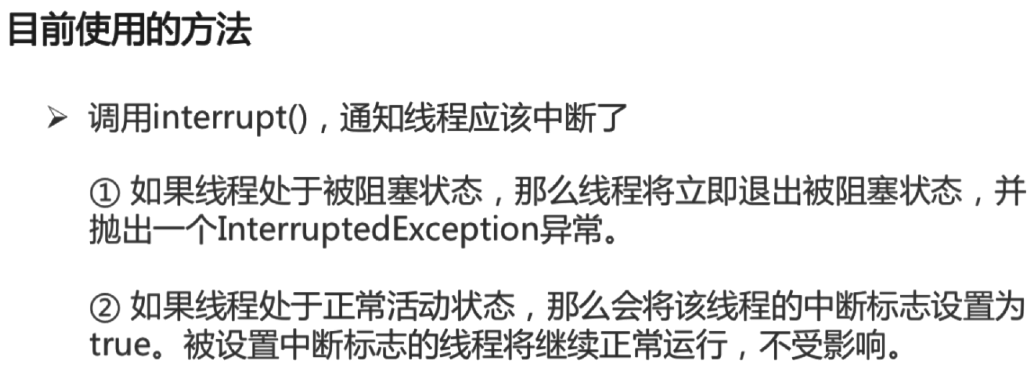 目前使用的方法
➢ 调用interrupt()，通知线程应该中断了
① 如果线程处于被阻塞状态，那么线程将立即退出被阻塞状态，并
抛出一个InterruptedException异常。
② 如果线程处于正常活动状态，那么会将该线程的中断标志设置为
true。被设置中断标志的线程将继续正常运行，不受影响。